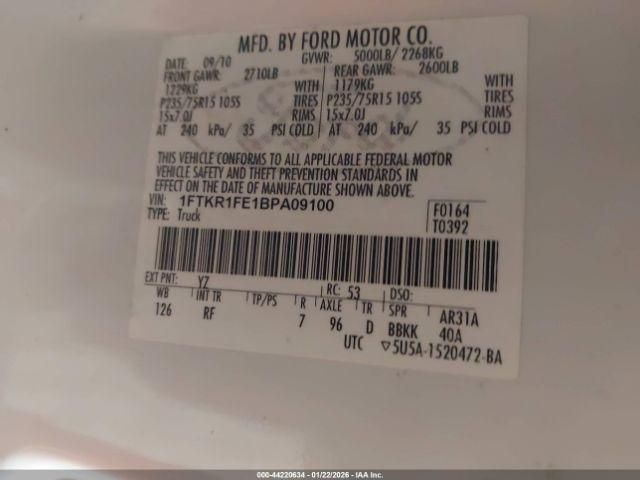 MFD. BY FORD MOTOR CO.
DATE: 09/10 GVWR: 5000LB/ 2268KG
FRONT GAWR: 2710LB REAR GAWR: 2600LB
1229KG WITH 1179KG WITH
P235/75R15 105S TIRES P235/75R15 105S TIRES
15x7.0J RIMS 15x7.0J RIMS
AT 240 kPa/ 35 PSI COLD AT 240 kPa/ 35 PSI COLD
THIS VEHICLE CONFORMS TO ALL APPLICABLE FEDERAL MOTOR
VEHICLE SAFETY AND THEFT PREVENTION STANDARDS IN
EFFECT ON THE DATE OF MANUFACTURE SHOWN ABOVE.
VIN: 1FTKR1FE1BPA09100 F0164
TYPE: Truck T0392
EXT PNT: YZ RC: 53 DSO:
WB INT TR TP/PS R AXLE TR SPR AR31A
126 RF 7 96 D BBKK 40A
UTC ▽5U5A-1520472-BA
000-44220634 - 01/22/2026 - IAA Inc.